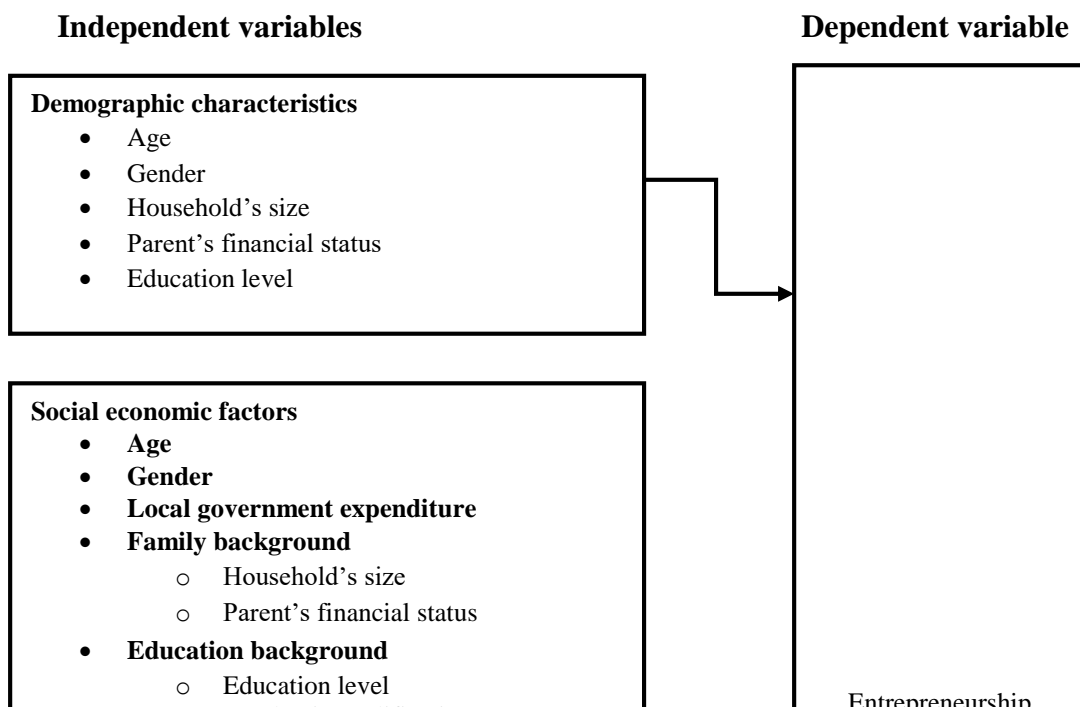 Independent variables
Dependent variable
Demographic characteristics
• Age
• Gender
• Household’s size
• Parent’s financial status
• Education level
Social economic factors
• Age
• Gender
• Local government expenditure
• Family background
o Household’s size
o Parent’s financial status
• Education background
o Education level
Entrepreneurship